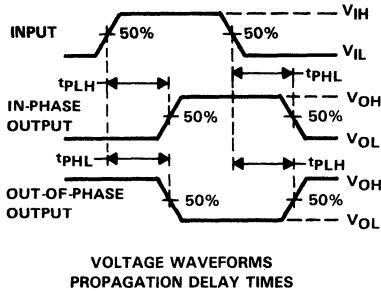 INPUT
50%
50%
VIH
VIL
tPLH
tPHL
IN-PHASE
OUTPUT
50%
50%
VOH
VOL
tPHL
tPLH
OUT-OF-PHASE
OUTPUT
50%
50%
VOH
VOL
VOLTAGE WAVEFORMS
PROPAGATION DELAY TIMES